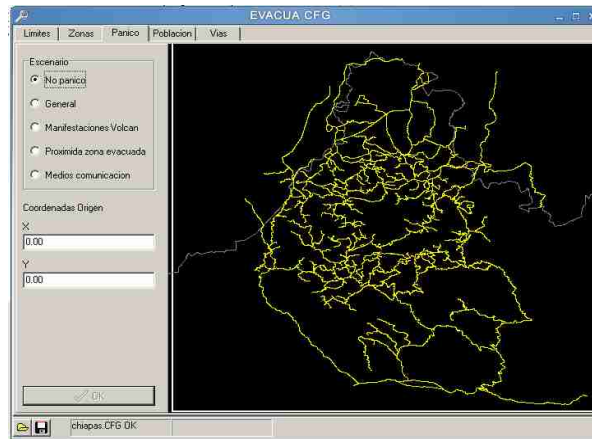 EVACUA CFG
Limites Zonas Panico Poblacion Vias
Escenario
No panico
General
Manifestaciones Volcan
Proximida zona evacuada
Medios comunicacion
Coordenadas Origen
X
0.00
Y
0.00
OK
chiapas.CFG OK